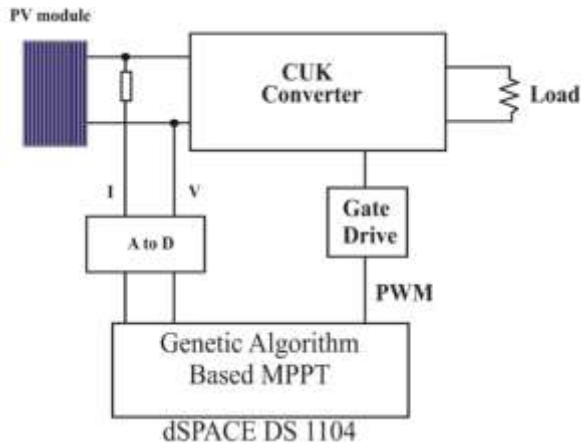 PV module
CUK
Converter
Load
I
V
Gate
Drive
A to D
PWM
Genetic Algorithm
Based MPPT
dSPACE DS 1104